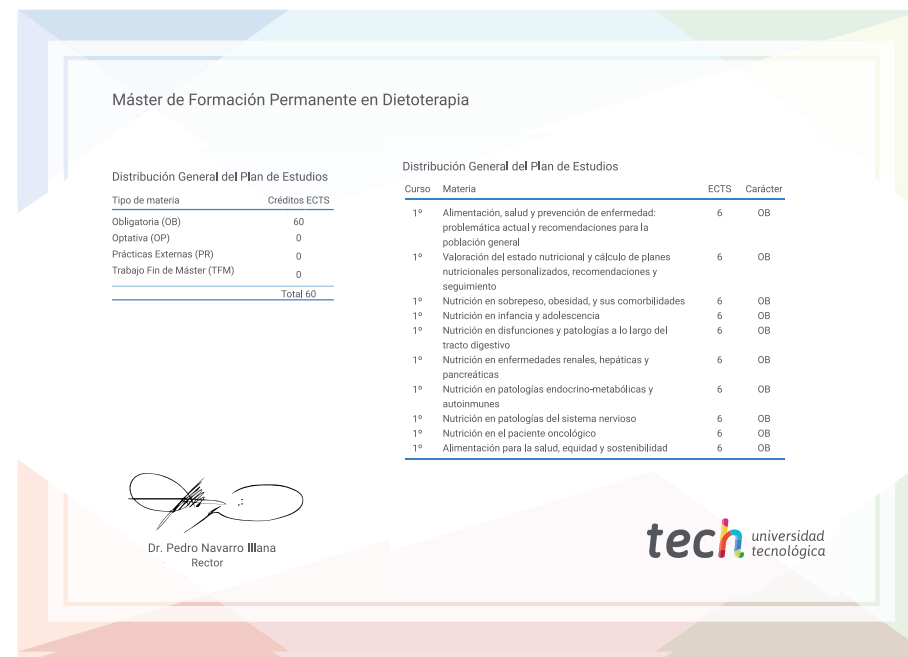 Máster de Formación Permanente en Dietoterapia
Distribución General del Plan de Estudios
Tipo de materia Créditos ECTS
Obligatoria (OB) 60
Optativa (OP) 0
Prácticas Externas (PR) 0
Trabajo Fin de Máster (TFM) 0
Total 60
Distribución General del Plan de Estudios
Curso Materia ECTS Carácter
1º Alimentación, salud y prevención de enfermedad: 6 OB
problemática actual y recomendaciones para la
población general
1º Valoración del estado nutricional y cálculo de planes 6 OB
nutricionales personalizados, recomendaciones y
seguimiento
1º Nutrición en sobrepeso, obesidad, y sus comorbilidades 6 OB
1º Nutrición en infancia y adolescencia 6 OB
1º Nutrición en disfunciones y patologías a lo largo del 6 OB
tracto digestivo
1º Nutrición en enfermedades renales, hepáticas y 6 OB
pancreáticas
1º Nutrición en patologías endocrino-metabólicas y 6 OB
autoinmunes
1º Nutrición en patologías del sistema nervioso 6 OB
1º Nutrición en el paciente oncológico 6 OB
1º Alimentación para la salud, equidad y sostenibilidad 6 OB
Dr. Pedro Navarro Illana
Rector
tech universidad
tecnológica